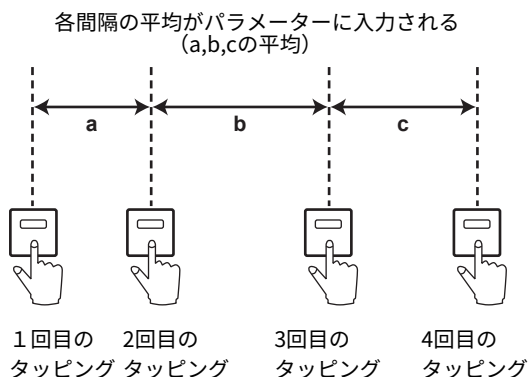 各間隔の平均がパラメーターに入力される
（a,b,cの平均）
a
b
c
１回目の
タッピング
2回目の
タッピング
3回目の
タッピング
4回目の
タッピング